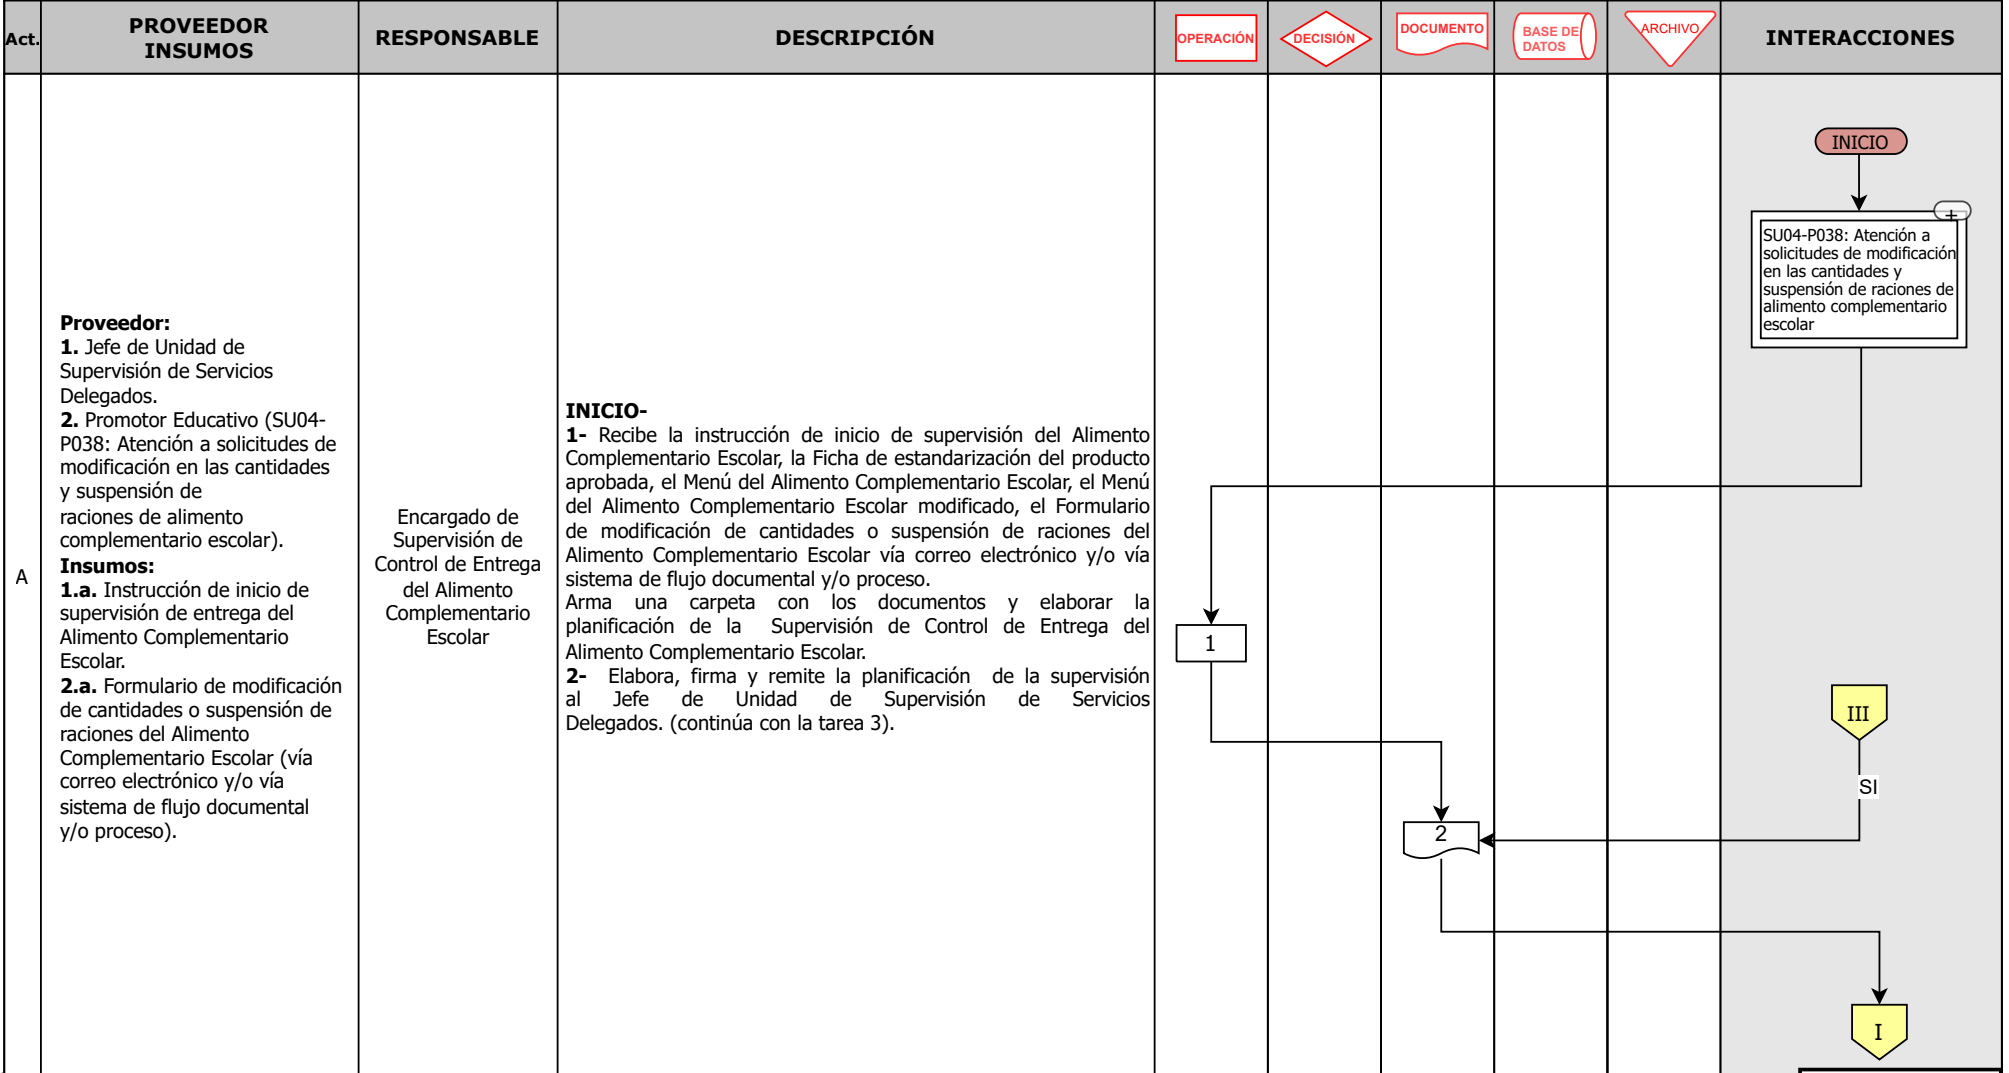 Act.
PROVEEDOR
INSUMOS
RESPONSABLE
DESCRIPCIÓN
OPERACIÓN
DECISIÓN
DOCUMENTO
BASE DE
DATOS
ARCHIVO
INTERACCIONES
A
Proveedor:
1. Jefe de Unidad de
Supervisión de Servicios
Delegados.
2. Promotor Educativo (SU04-
P038: Atención a solicitudes de
modificación en las cantidades
y suspensión de
raciones de alimento
complementario escolar).
Insumos:
1.a. Instrucción de inicio de
supervisión de entrega del
Alimento Complementario
Escolar.
2.a. Formulario de modificación
de cantidades o suspensión de
raciones del Alimento
Complementario Escolar (vía
correo electrónico y/o vía
sistema de flujo documental
y/o proceso).
Encargado de
Supervisión de
Control de Entrega
del Alimento
Complementario
Escolar
INICIO-
1- Recibe la instrucción de inicio de supervisión del Alimento
Complementario Escolar, la Ficha de estandarización del producto
aprobada, el Menú del Alimento Complementario Escolar, el Menú
del Alimento Complementario Escolar modificado, el Formulario
de modificación de cantidades o suspensión de raciones del
Alimento Complementario Escolar vía correo electrónico y/o vía
sistema de flujo documental y/o proceso.
Arma una carpeta con los documentos y elaborar la
planificación de la Supervisión de Control de Entrega del
Alimento Complementario Escolar.
2- Elabora, firma y remite la planificación de la supervisión
al Jefe de Unidad de Supervisión de Servicios
Delegados. (continúa con la tarea 3).
INICIO
+
SU04-P038: Atención a
solicitudes de modificación
en las cantidades y
suspensión de raciones de
alimento complementario
escolar
1
III
SI
2
I